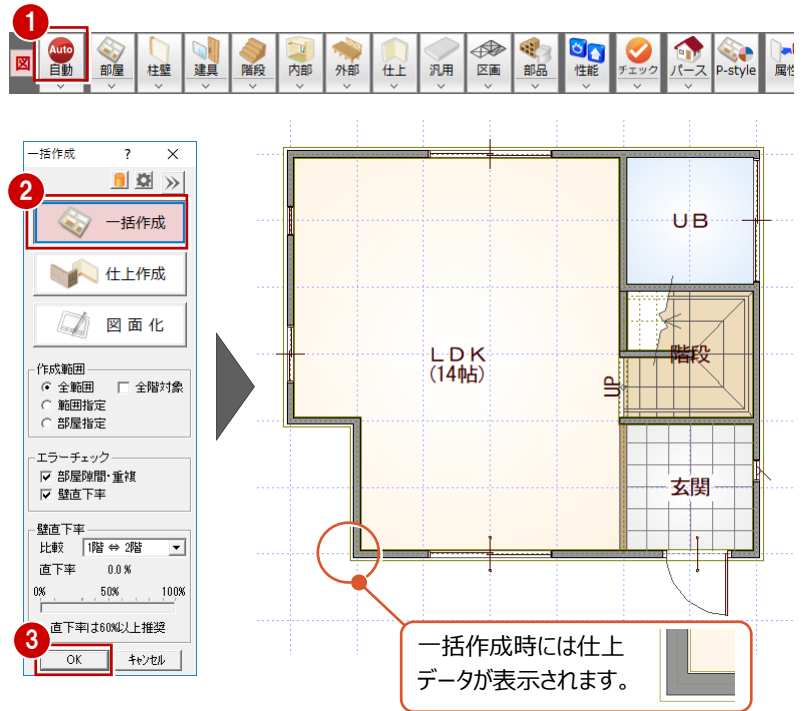 1
図
Auto
自動
部屋
柱壁
建具
階段
内部
外部
仕上
汎用
区画
部品
性能
チェック
パース
P-style
属性
一括作成 ? ×
2
一括作成
仕上作成
図面化
作成範囲
全範囲 全階対象
範囲指定
部屋指定
エラーチェック
部屋隙間・重複
壁直下率
壁直下率
比較 1階 ⇔ 2階
直下率 0.0 %
0% 50% 100%
直下率は60%以上推奨
3
OK キャンセル
UB
LDK
(14帖)
UP
階段
玄関
一括作成時には仕上
データが表示されます。